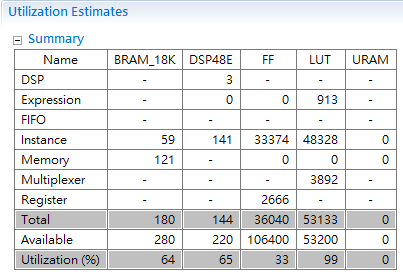 Utilization Estimates
Summary
Name BRAM_18K DSP48E FF LUT URAM
DSP - 3 - - -
Expression - 0 0 913 -
FIFO - - - - -
Instance 59 141 33374 48328 0
Memory 121 - 0 0 0
Multiplexer - - - 3892 -
Register - - 2666 - -
Total 180 144 36040 53133 0
Available 280 220 106400 53200 0
Utilization (%) 64 65 33 99 0